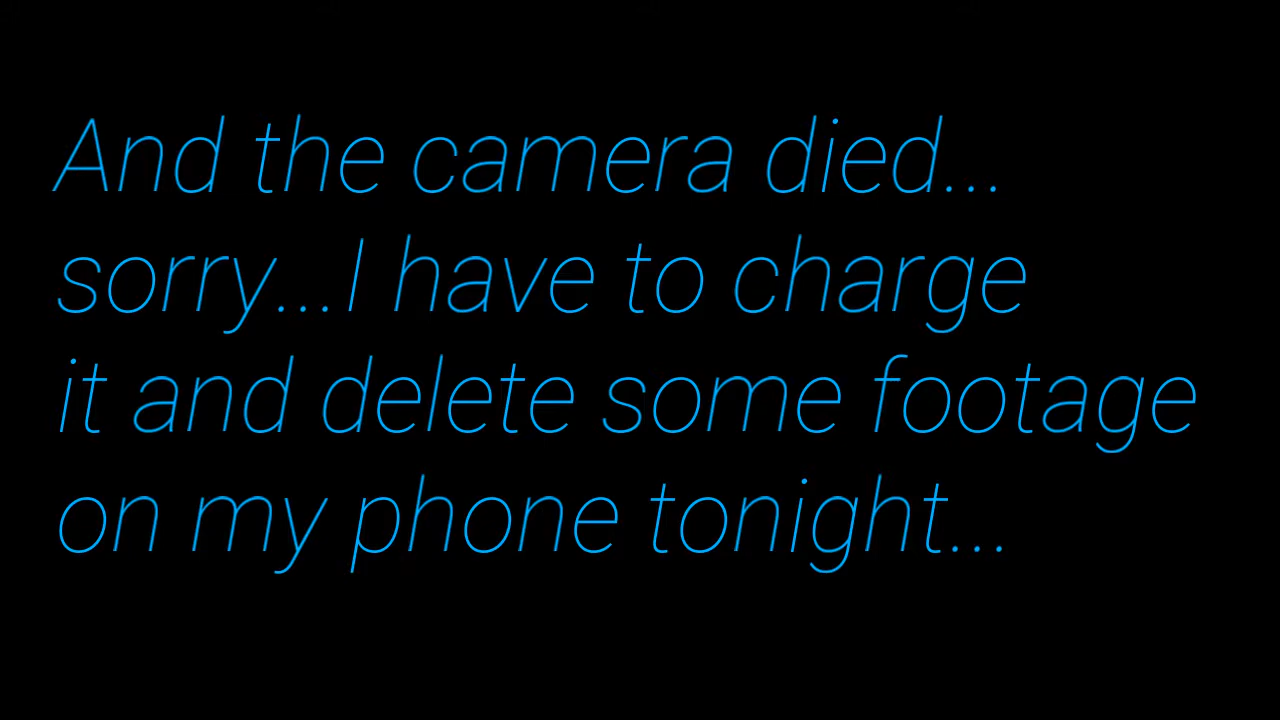 And the camera died...
sorry...I have to charge
it and delete some footage
on my phone tonight...